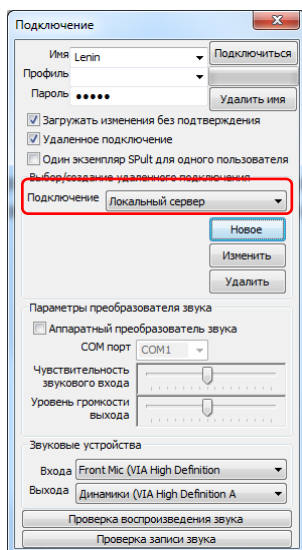 Подключение
Имя Lenin Подключиться
Профиль
Пароль ●●●●● Удалить имя
Загружать изменения без подтверждения
Удаленное подключение
Один экземпляр SPult для одного пользователя
Выбор/создание удаленного подключения
Подключение Локальный сервер
Новое
Изменить
Удалить
Параметры преобразователя звука
Аппаратный преобразователь звука
COM порт COM1
Чувствительность
звукового входа
Уровень громкости
выхода
Звуковые устройства
Входа Front Mic (VIA High Definition
Выхода Динамики (VIA High Definition A
Проверка воспроизведения звука
Проверка записи звука